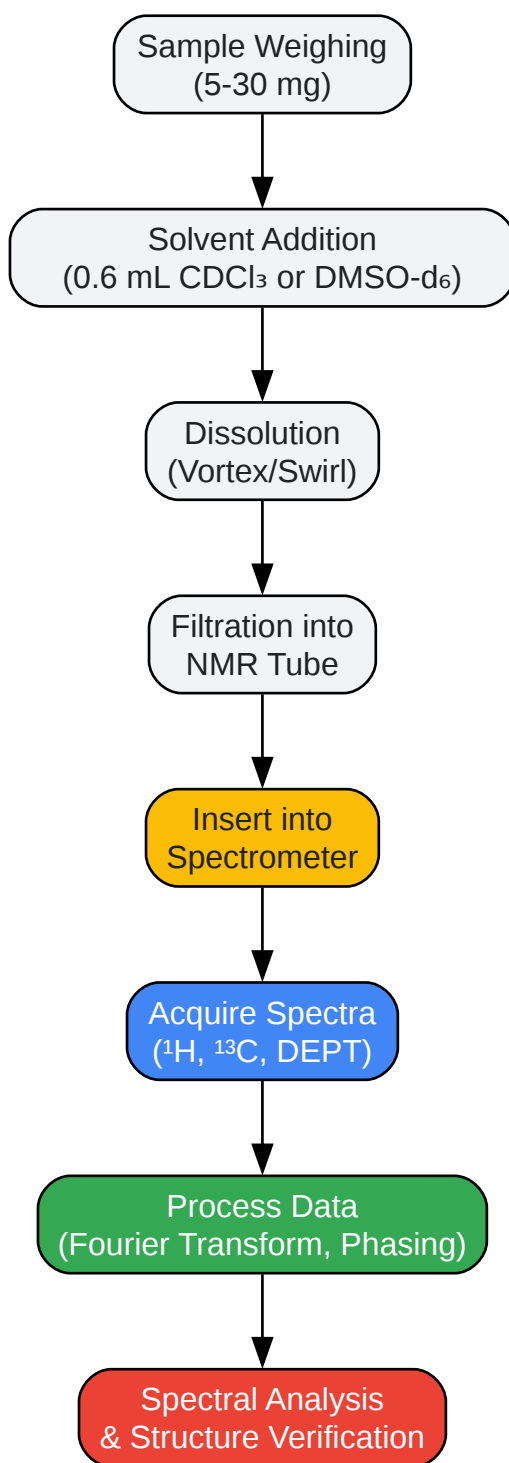 Sample Weighing
(5-30 mg)
Solvent Addition
(0.6 mL CDCl₃ or DMSO-d₆)
Dissolution
(Vortex/Swirl)
Filtration into
NMR Tube
Insert into
Spectrometer
Acquire Spectra
(¹H, ¹³C, DEPT)
Process Data
(Fourier Transform, Phasing)
Spectral Analysis
& Structure Verification